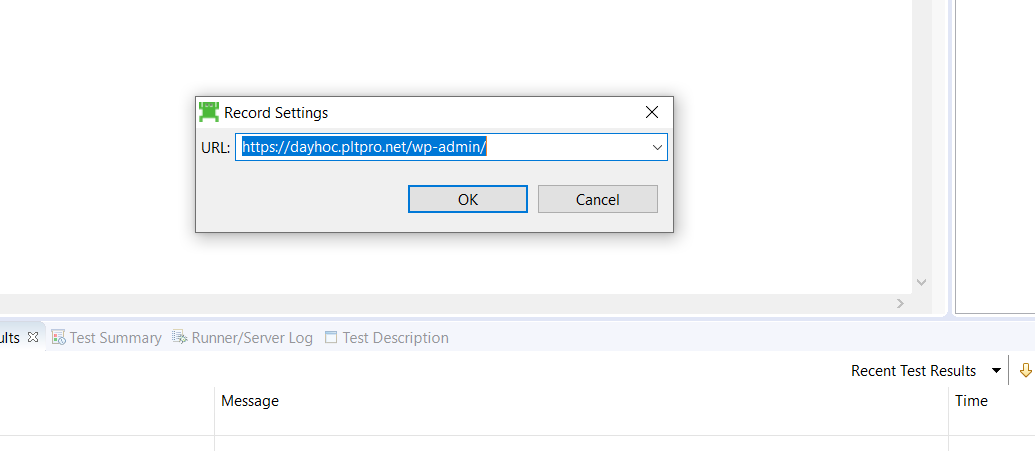 Record Settings
URL: https://dayhoc.pltpro.net/wp-admin/
OK Cancel
ults Test Summary Runner/Server Log Test Description
Recent Test Results
Message Time